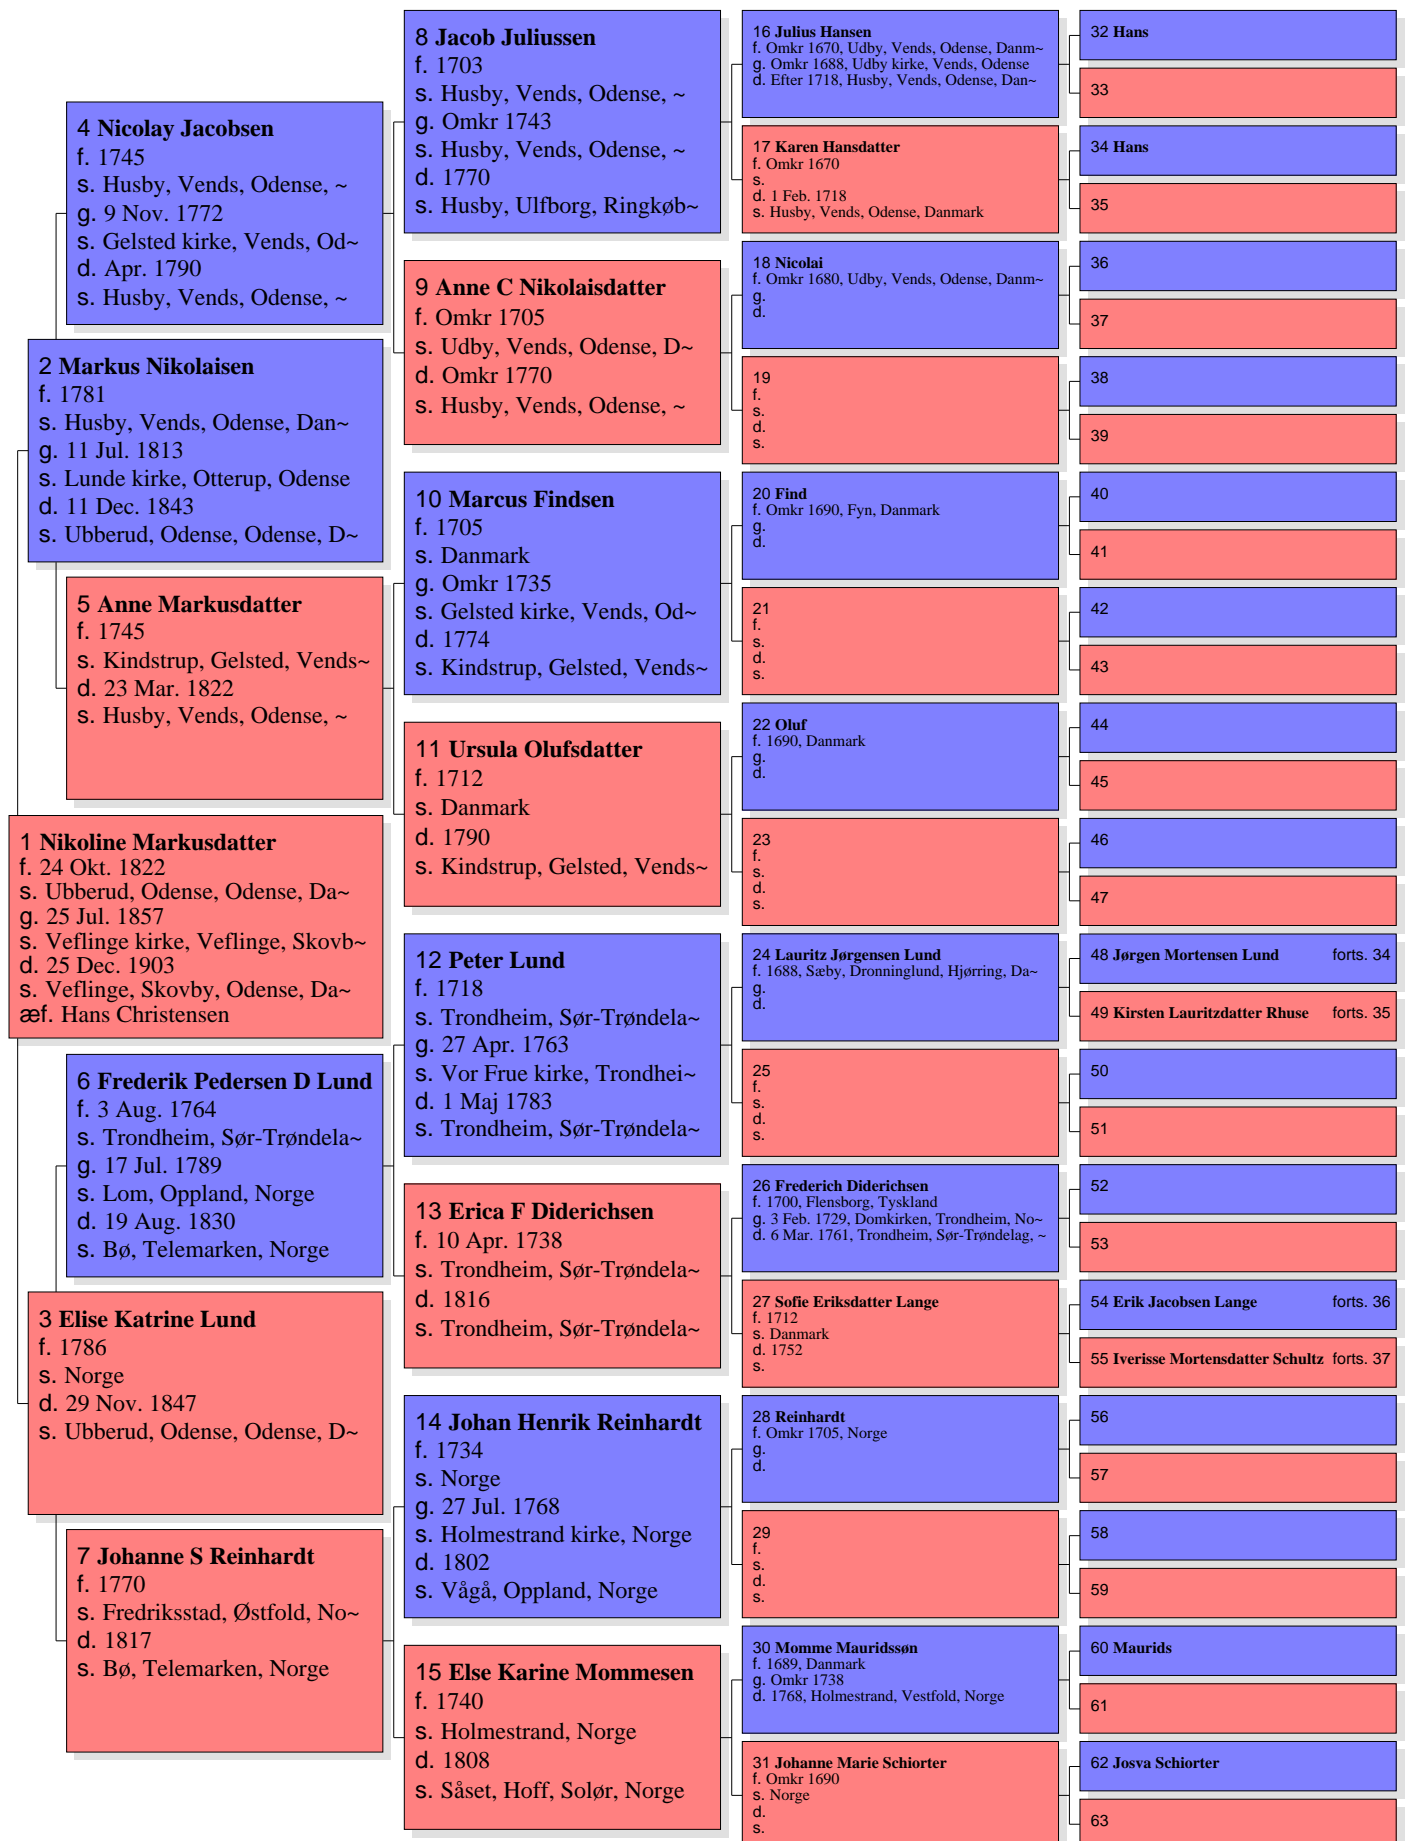 8 Jacob Juliussen
f. 1703
s. Husby, Vends, Odense, ~
g. Omkr 1743
s. Husby, Vends, Odense, ~
d. 1770
s. Husby, Ulfborg, Ringkøb~
16 Julius Hansen
f. Omkr 1670, Udby, Vends, Odense, Danm~
g. Omkr 1688, Udby kirke, Vends, Odense
d. Efter 1718, Husby, Vends, Odense, Dan~
32 Hans
33
4 Nicolay Jacobsen
f. 1745
s. Husby, Vends, Odense, ~
g. 9 Nov. 1772
s. Gelsted kirke, Vends, Od~
d. Apr. 1790
s. Husby, Vends, Odense, ~
17 Karen Hansdatter
f. Omkr 1670
s.
d. 1 Feb. 1718
s. Husby, Vends, Odense, Danmark
34 Hans
35
9 Anne C Nikolaisdatter
f. Omkr 1705
s. Udby, Vends, Odense, D~
d. Omkr 1770
s. Husby, Vends, Odense, ~
18 Nicolai
f. Omkr 1680, Udby, Vends, Odense, Danm~
g.
d.
36
37
2 Markus Nikolaisen
f. 1781
s. Husby, Vends, Odense, Dan~
g. 11 Jul. 1813
s. Lunde kirke, Otterup, Odense
d. 11 Dec. 1843
s. Ubberud, Odense, Odense, D~
19
f.
s.
d.
s.
38
39
10 Marcus Findsen
f. 1705
s. Danmark
g. Omkr 1735
s. Gelsted kirke, Vends, Od~
d. 1774
s. Kindstrup, Gelsted, Vends~
20 Find
f. Omkr 1690, Fyn, Danmark
g.
d.
40
41
5 Anne Markusdatter
f. 1745
s. Kindstrup, Gelsted, Vends~
d. 23 Mar. 1822
s. Husby, Vends, Odense, ~
21
f.
s.
d.
s.
42
43
11 Ursula Olufsdatter
f. 1712
s. Danmark
d. 1790
s. Kindstrup, Gelsted, Vends~
22 Oluf
f. 1690, Danmark
g.
d.
44
45
1 Nikoline Markusdatter
f. 24 Okt. 1822
s. Ubberud, Odense, Odense, Da~
g. 25 Jul. 1857
s. Veflinge kirke, Veflinge, Skovb~
d. 25 Dec. 1903
s. Veflinge, Skovby, Odense, Da~
æf. Hans Christensen
23
f.
s.
d.
s.
46
47
12 Peter Lund
f. 1718
s. Trondheim, Sør-Trøndela~
g. 27 Apr. 1763
s. Vor Frue kirke, Trondhei~
d. 1 Maj 1783
s. Trondheim, Sør-Trøndela~
24 Lauritz Jørgensen Lund
f. 1688, Sæby, Dronninglund, Hjørring, Da~
g.
d.
48 Jørgen Mortensen Lund forts. 34
49 Kirsten Lauritzdatter Rhuse forts. 35
6 Frederik Pedersen D Lund
f. 3 Aug. 1764
s. Trondheim, Sør-Trøndela~
g. 17 Jul. 1789
s. Lom, Oppland, Norge
d. 19 Aug. 1830
s. Bø, Telemarken, Norge
25
f.
s.
d.
s.
50
51
13 Erica F Diderichsen
f. 10 Apr. 1738
s. Trondheim, Sør-Trøndela~
d. 1816
s. Trondheim, Sør-Trøndela~
26 Frederich Diderichsen
f. 1700, Flensborg, Tyskland
g. 3 Feb. 1729, Domkirken, Trondheim, No~
d. 6 Mar. 1761, Trondheim, Sør-Trøndelag, ~
52
53
3 Elise Katrine Lund
f. 1786
s. Norge
d. 29 Nov. 1847
s. Ubberud, Odense, Odense, D~
27 Sofie Eriksdatter Lange
f. 1712
s. Danmark
d. 1752
s.
54 Erik Jacobsen Lange forts. 36
55 Iverisse Mortensdatter Schultz forts. 37
14 Johan Henrik Reinhardt
f. 1734
s. Norge
g. 27 Jul. 1768
s. Holmestrand kirke, Norge
d. 1802
s. Vågå, Oppland, Norge
28 Reinhardt
f. Omkr 1705, Norge
g.
d.
56
57
7 Johanne S Reinhardt
f. 1770
s. Fredriksstad, Østfold, No~
d. 1817
s. Bø, Telemarken, Norge
29
f.
s.
d.
s.
58
59
15 Else Karine Mommesen
f. 1740
s. Holmestrand, Norge
d. 1808
s. Såset, Hoff, Solør, Norge
30 Momme Mauridssøn
f. 1689, Danmark
g. Omkr 1738
d. 1768, Holmestrand, Vestfold, Norge
60 Maurids
61
31 Johanne Marie Schiorter
f. Omkr 1690
s. Norge
d.
s.
62 Josva Schiorter
63